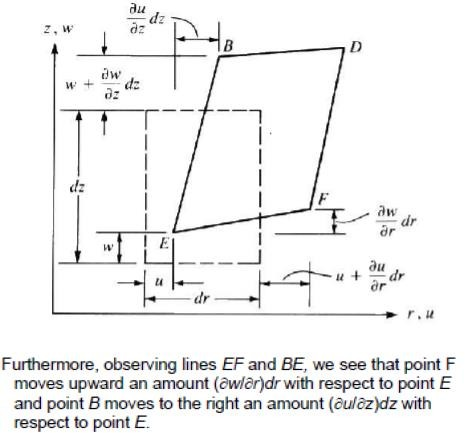 ∂u/∂z dz
z, w
B
D
w + ∂w/∂z dz
dz
F
∂w/∂r dr
w
E
u
u + ∂u/∂r dr
dr
r, u
Furthermore, observing lines EF and BE, we see that point F
moves upward an amount (∂w/∂r)dr with respect to point E
and point B moves to the right an amount (∂u/∂z)dz with
respect to point E.